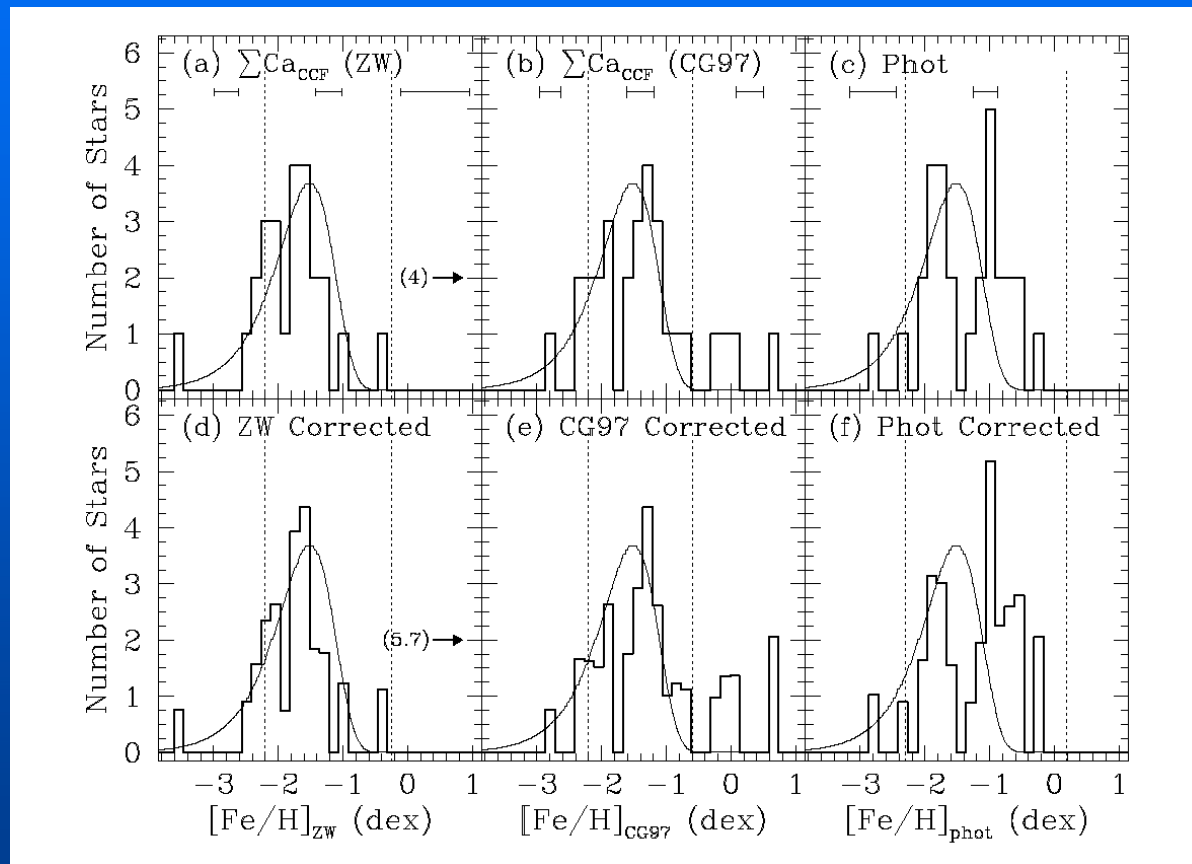 (a) ∑Ca_CCF (ZW)
(b) ∑Ca_CCF (CG97)
(c) Phot
Number of Stars
6
5
4
3
2
1
0
(4)
(d) ZW Corrected
(e) CG97 Corrected
(f) Phot Corrected
Number of Stars
6
5
4
3
2
1
0
(5.7)
−3 −2 −1 0 1
−3 −2 −1 0 1
−3 −2 −1 0 1
[Fe/H]_ZW (dex)
[Fe/H]_CG97 (dex)
[Fe/H]_phot (dex)